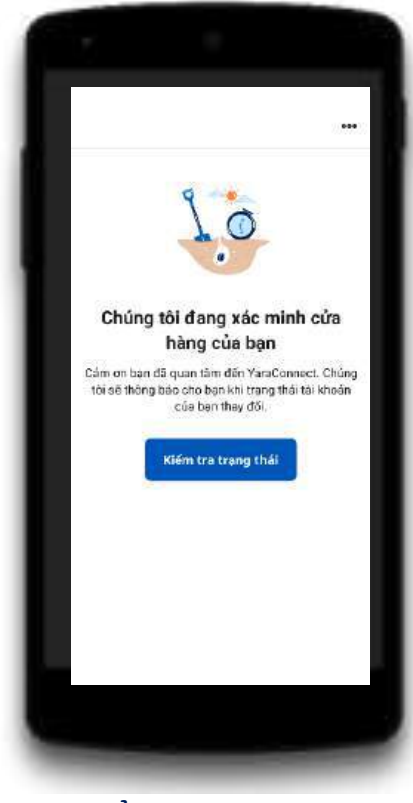 Chúng tôi đang xác minh cửa
hàng của bạn
Cảm ơn bạn đã quan tâm đến YaraConnect. Chúng
tôi sẽ thông báo cho bạn khi trạng thái tài khoản
của bạn thay đổi.
Kiểm tra trạng thái